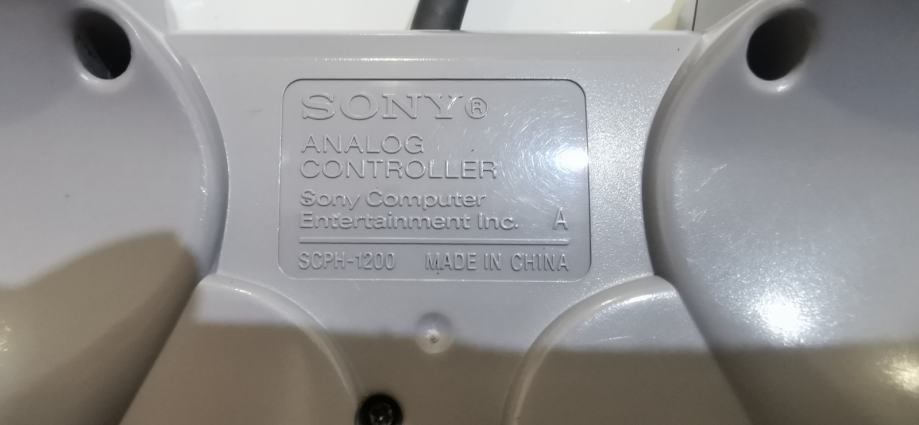 SONY®
ANALOG
CONTROLLER
Sony Computer
Entertainment Inc. A
SCPH-1200 MADE IN CHINA